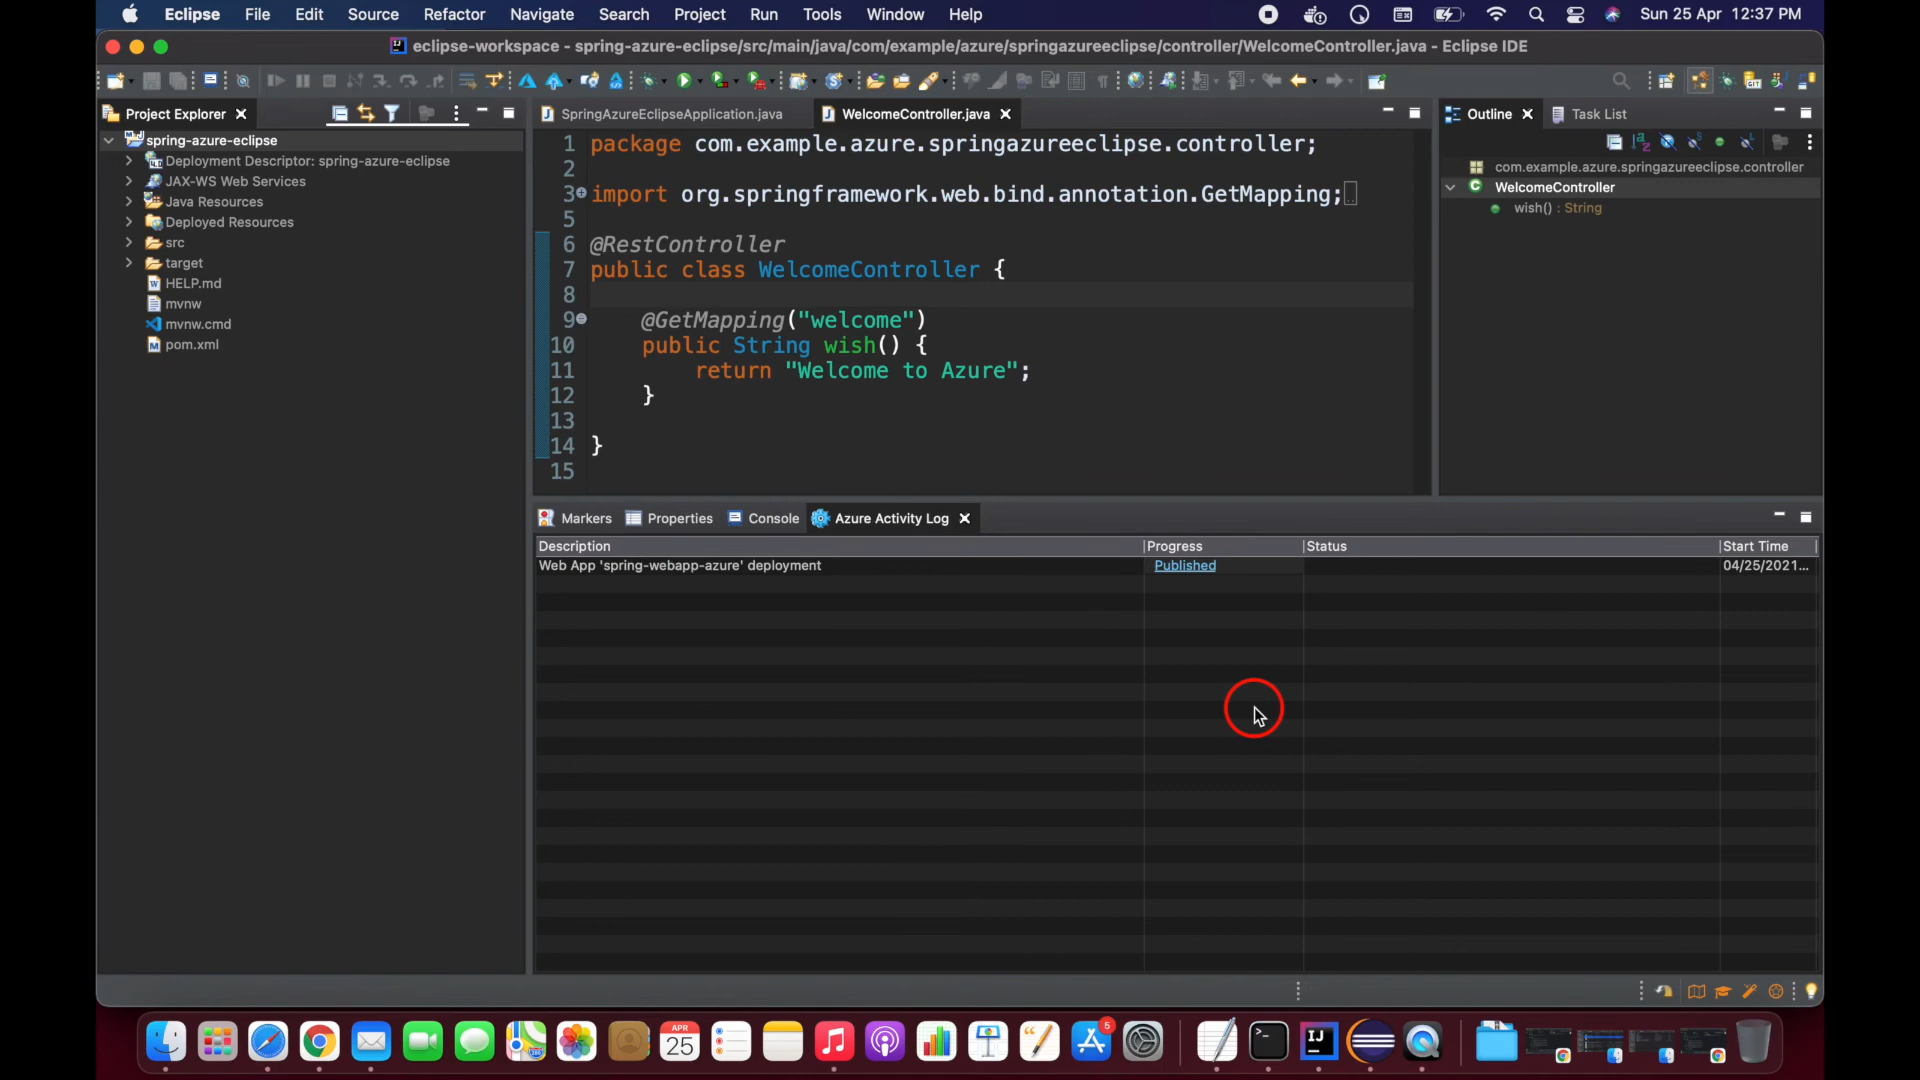 Eclipse File Edit Source Refactor Navigate Search Project Run Tools Window Help Sun 25 Apr 12:37 PM
eclipse-workspace - spring-azure-eclipse/src/main/java/com/example/azure/springazureeclipse/controller/WelcomeController.java - Eclipse IDE
Project Explorer
spring-azure-eclipse
Deployment Descriptor: spring-azure-eclipse
JAX-WS Web Services
Java Resources
Deployed Resources
src
target
HELP.md
mvnw
mvnw.cmd
pom.xml
SpringAzureEclipseApplication.java WelcomeController.java
1 package com.example.azure.springazureeclipse.controller;
2
3 import org.springframework.web.bind.annotation.GetMapping;
5
6 @RestController
7 public class WelcomeController {
8
9 @GetMapping("welcome")
10 public String wish() {
11 return "Welcome to Azure";
12 }
13
14 }
15
Outline Task List
com.example.azure.springazureeclipse.controller
WelcomeController
wish() : String
Markers Properties Console Azure Activity Log
Description Progress Status Start Time
Web App 'spring-webapp-azure' deployment Published 04/25/2021...
APR
25
5
IJ